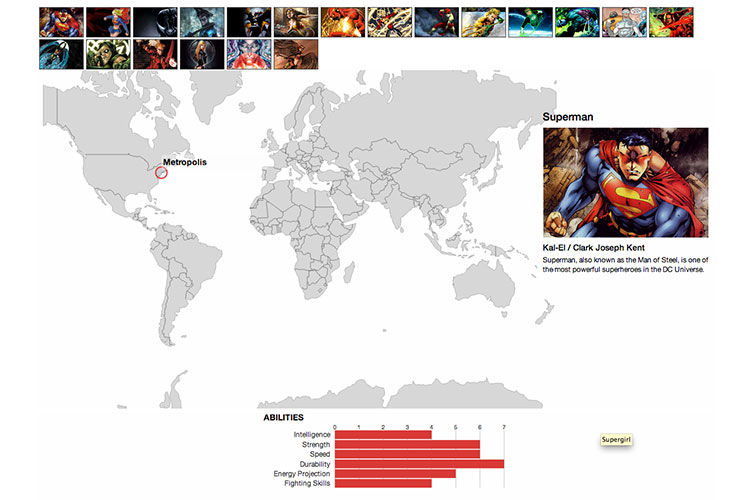 Superman
Metropolis
Kal-El / Clark Joseph Kent
Superman, also known as the Man of Steel, is one of
the most powerful superheroes in the DC Universe.
ABILITIES
0 1 2 3 4 5 6 7
Intelligence
Strength
Speed
Durability
Energy Projection
Fighting Skills
Supergirl